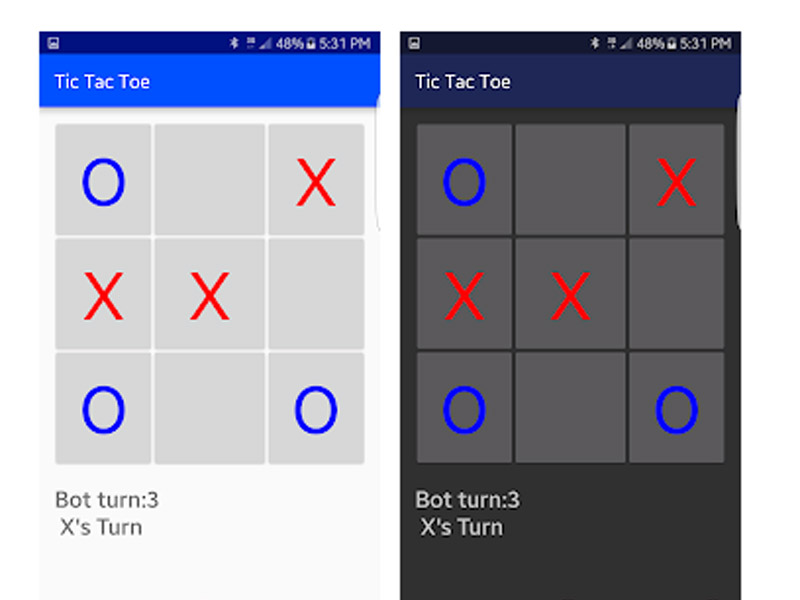 48% 5:31 PM
Tic Tac Toe
O X
X X
O O
Bot turn:3
X's Turn
48% 5:31 PM
Tic Tac Toe
O X
X X
O O
Bot turn:3
X's Turn